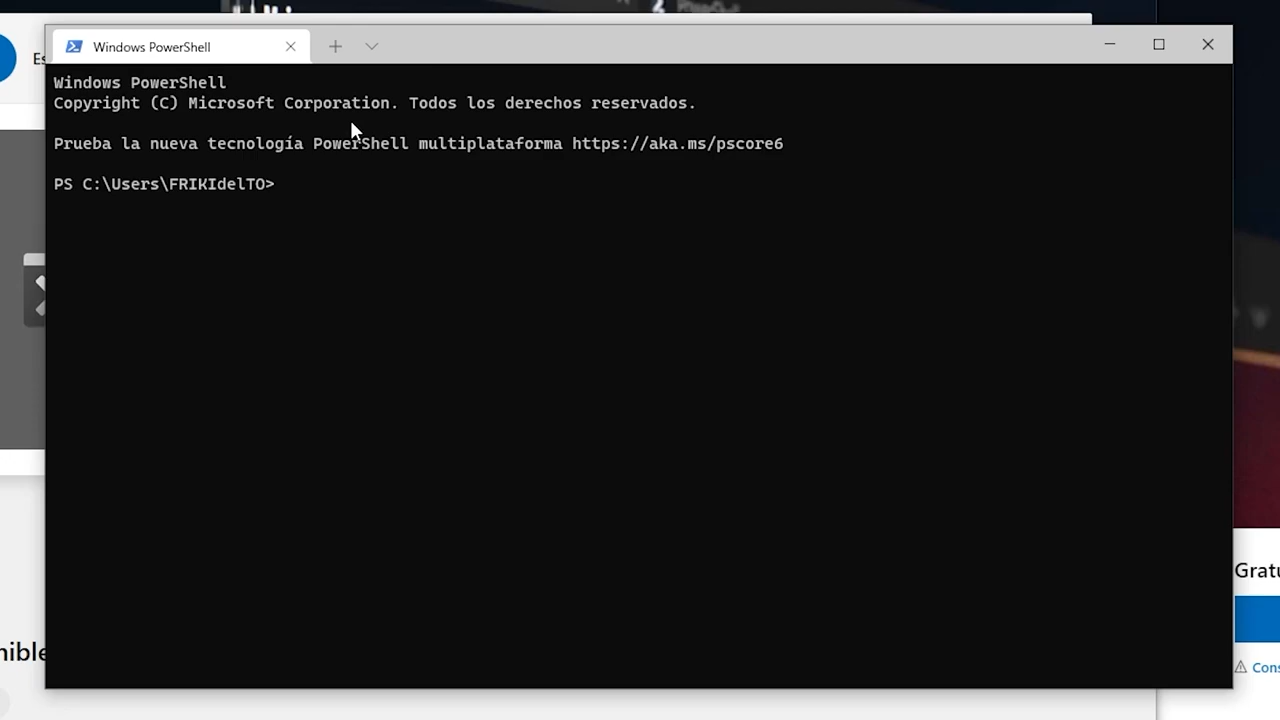 Es
Windows PowerShell
Windows PowerShell
Copyright (C) Microsoft Corporation. Todos los derechos reservados.
Prueba la nueva tecnología PowerShell multiplataforma https://aka.ms/pscore6
PS C:\Users\FRIKIdelTO>
Gratu
nible
Cons